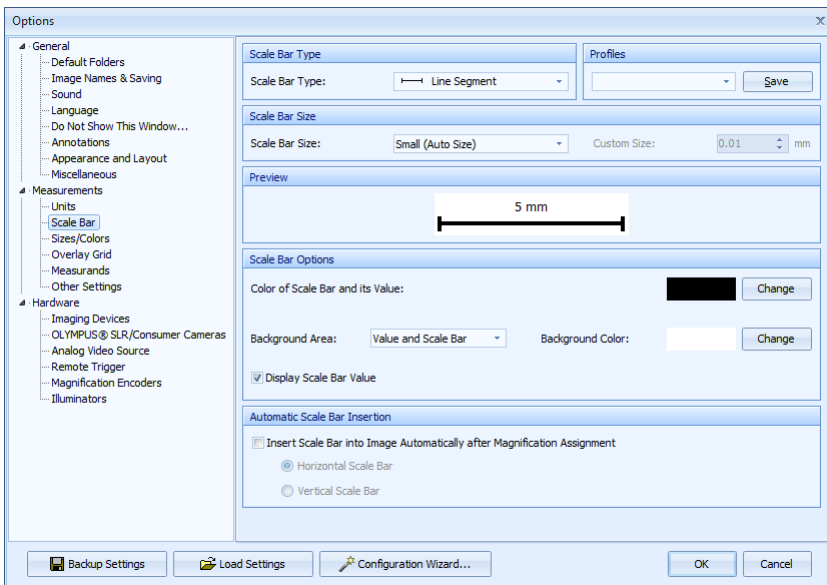 Options
General
Default Folders
Image Names & Saving
Sound
Language
Do Not Show This Window...
Annotations
Appearance and Layout
Miscellaneous
Measurements
Units
Scale Bar
Sizes/Colors
Overlay Grid
Measurands
Other Settings
Hardware
Imaging Devices
OLYMPUS® SLR/Consumer Cameras
Analog Video Source
Remote Trigger
Magnification Encoders
Illuminators
Scale Bar Type
Scale Bar Type: Line Segment
Profiles
Save
Scale Bar Size
Scale Bar Size: Small (Auto Size) Custom Size: 0.01 mm
Preview
5 mm
Scale Bar Options
Color of Scale Bar and its Value: Change
Background Area: Value and Scale Bar Background Color: Change
Display Scale Bar Value
Automatic Scale Bar Insertion
Insert Scale Bar into Image Automatically after Magnification Assignment
Horizontal Scale Bar
Vertical Scale Bar
Backup Settings Load Settings Configuration Wizard... OK Cancel